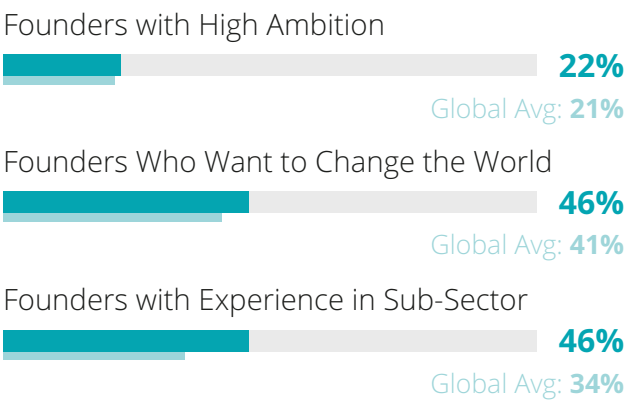 Founders with High Ambition
22%
Global Avg: 21%
Founders Who Want to Change the World
46%
Global Avg: 41%
Founders with Experience in Sub-Sector
46%
Global Avg: 34%